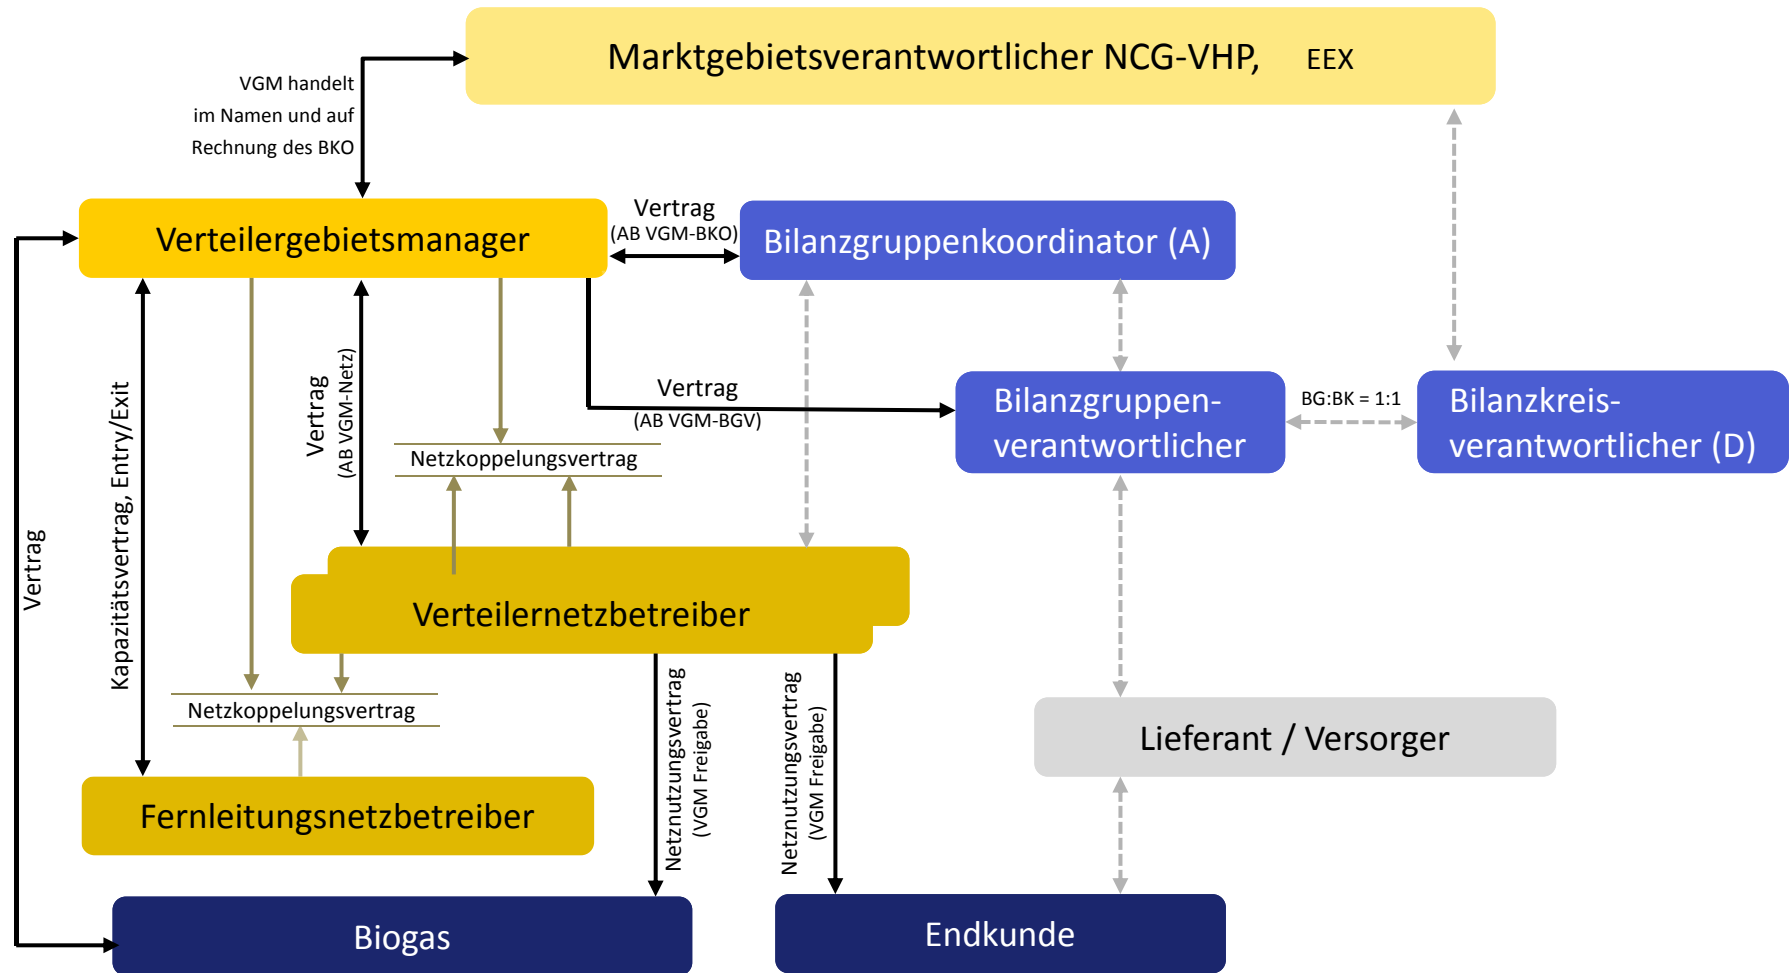 Marktgebietsverantwortlicher NCG-VHP, EEX
VGM handelt
im Namen und auf
Rechnung des BKO
Verteilergebietsmanager
Vertrag
(AB VGM-BKO)
Bilanzgruppenkoordinator (A)
Vertrag
(AB VGM-Netz)
Vertrag
(AB VGM-BGV)
Bilanzgruppen-
verantwortlicher
BG:BK = 1:1
Bilanzkreis-
verantwortlicher (D)
Netzkoppelungsvertrag
Kapazitätsvertrag, Entry/Exit
Vertrag
Verteilernetzbetreiber
Netzkoppelungsvertrag
Netznutzungsvertrag
(VGM Freigabe)
Netznutzungsvertrag
(VGM Freigabe)
Lieferant / Versorger
Fernleitungsnetzbetreiber
Biogas
Endkunde